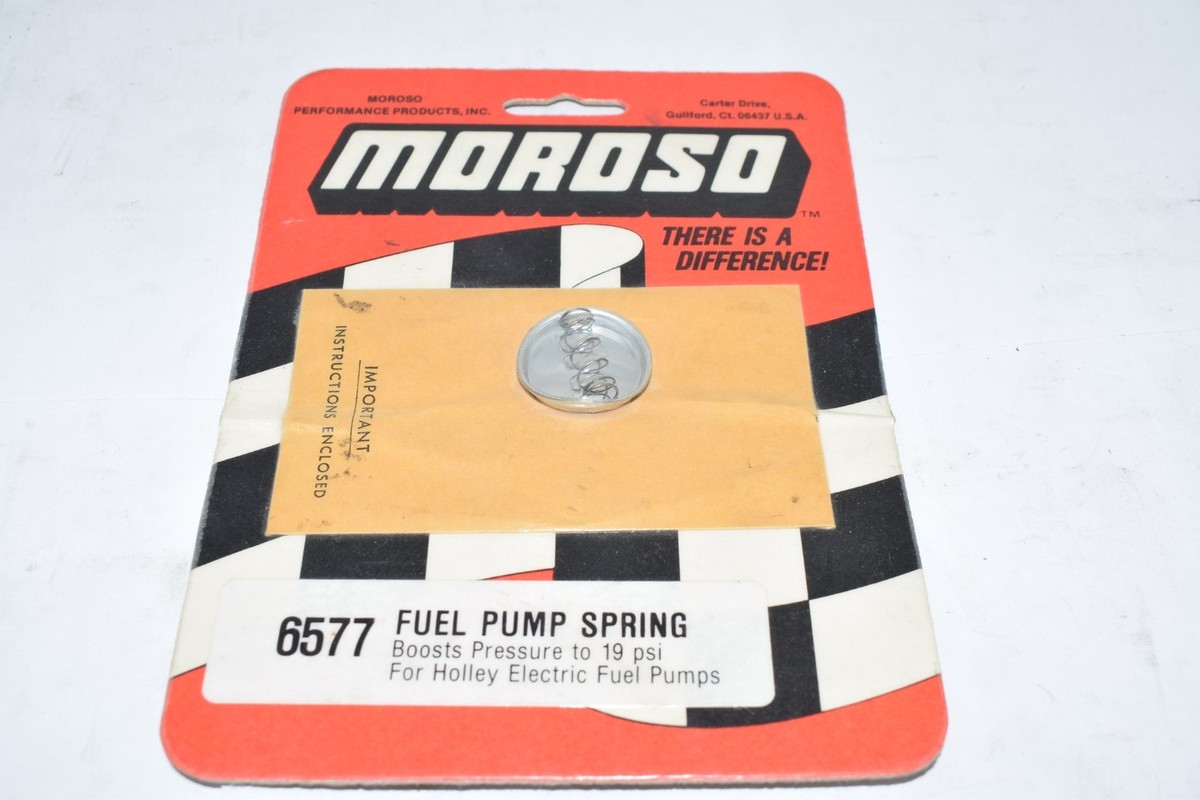 MOROSO
PERFORMANCE PRODUCTS, INC.
Carter Drive,
Guilford, Ct. 06437 U.S.A.
MOROSO
TM
THERE IS A
DIFFERENCE!
IMPORTANT
INSTRUCTIONS ENCLOSED
6577
FUEL PUMP SPRING
Boosts Pressure to 19 psi
For Holley Electric Fuel Pumps